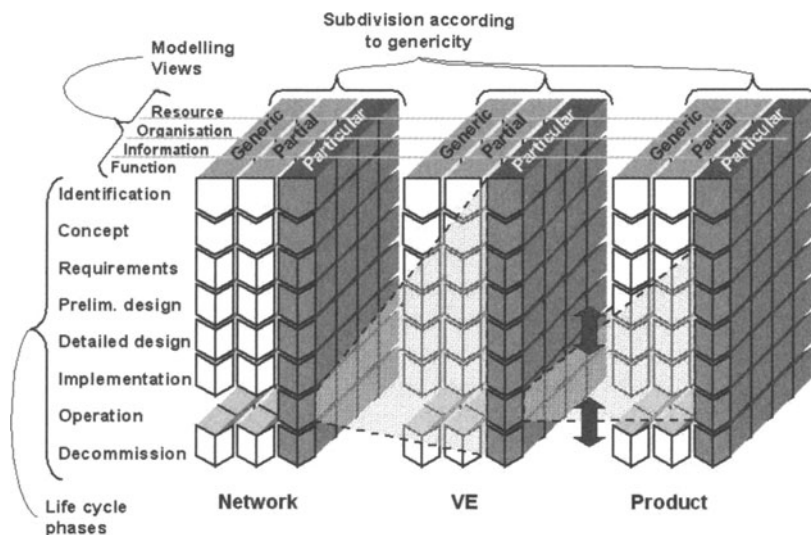 Subdivision according
to genericity
Modelling
Views
Resource
Organisation
Information
Function
Generic
Partial
Particular
Generic
Partial
Particular
Generic
Partial
Particular
Identification
Concept
Requirements
Prelim. design
Detailed design
Implementation
Operation
Decommission
Network
VE
Product
Life cycle
phases